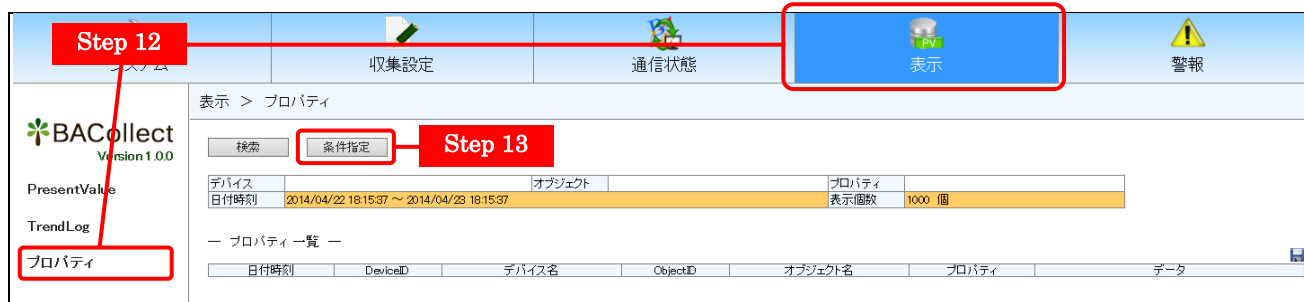 Step 12
システム
収集設定
通信状態
PV
表示
警報
表示 > プロパティ
BACollect
Version 1.0.0
検索
条件指定
Step 13
PresentValue
TrendLog
プロパティ
デバイス オブジェクト プロパティ
日付時刻 2014/04/22 18:15:37 ~ 2014/04/23 18:15:37 表示個数 1000 個
― プロパティ一覧 ―
日付時刻 DeviceID デバイス名 ObjectID オブジェクト名 プロパティ データ